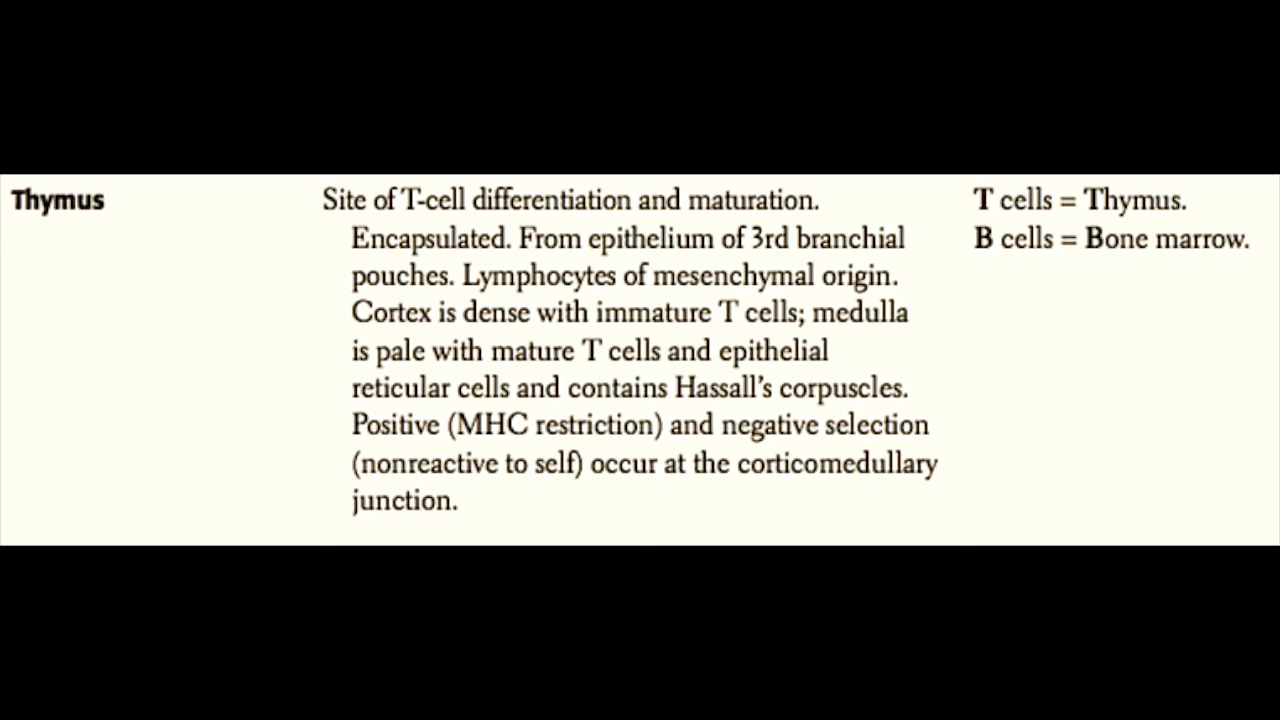 Thymus
Site of T-cell differentiation and maturation.
Encapsulated. From epithelium of 3rd branchial
pouches. Lymphocytes of mesenchymal origin.
Cortex is dense with immature T cells; medulla
is pale with mature T cells and epithelial
reticular cells and contains Hassall’s corpuscles.
Positive (MHC restriction) and negative selection
(nonreactive to self) occur at the corticomedullary
junction.
T cells = Thymus.
B cells = Bone marrow.